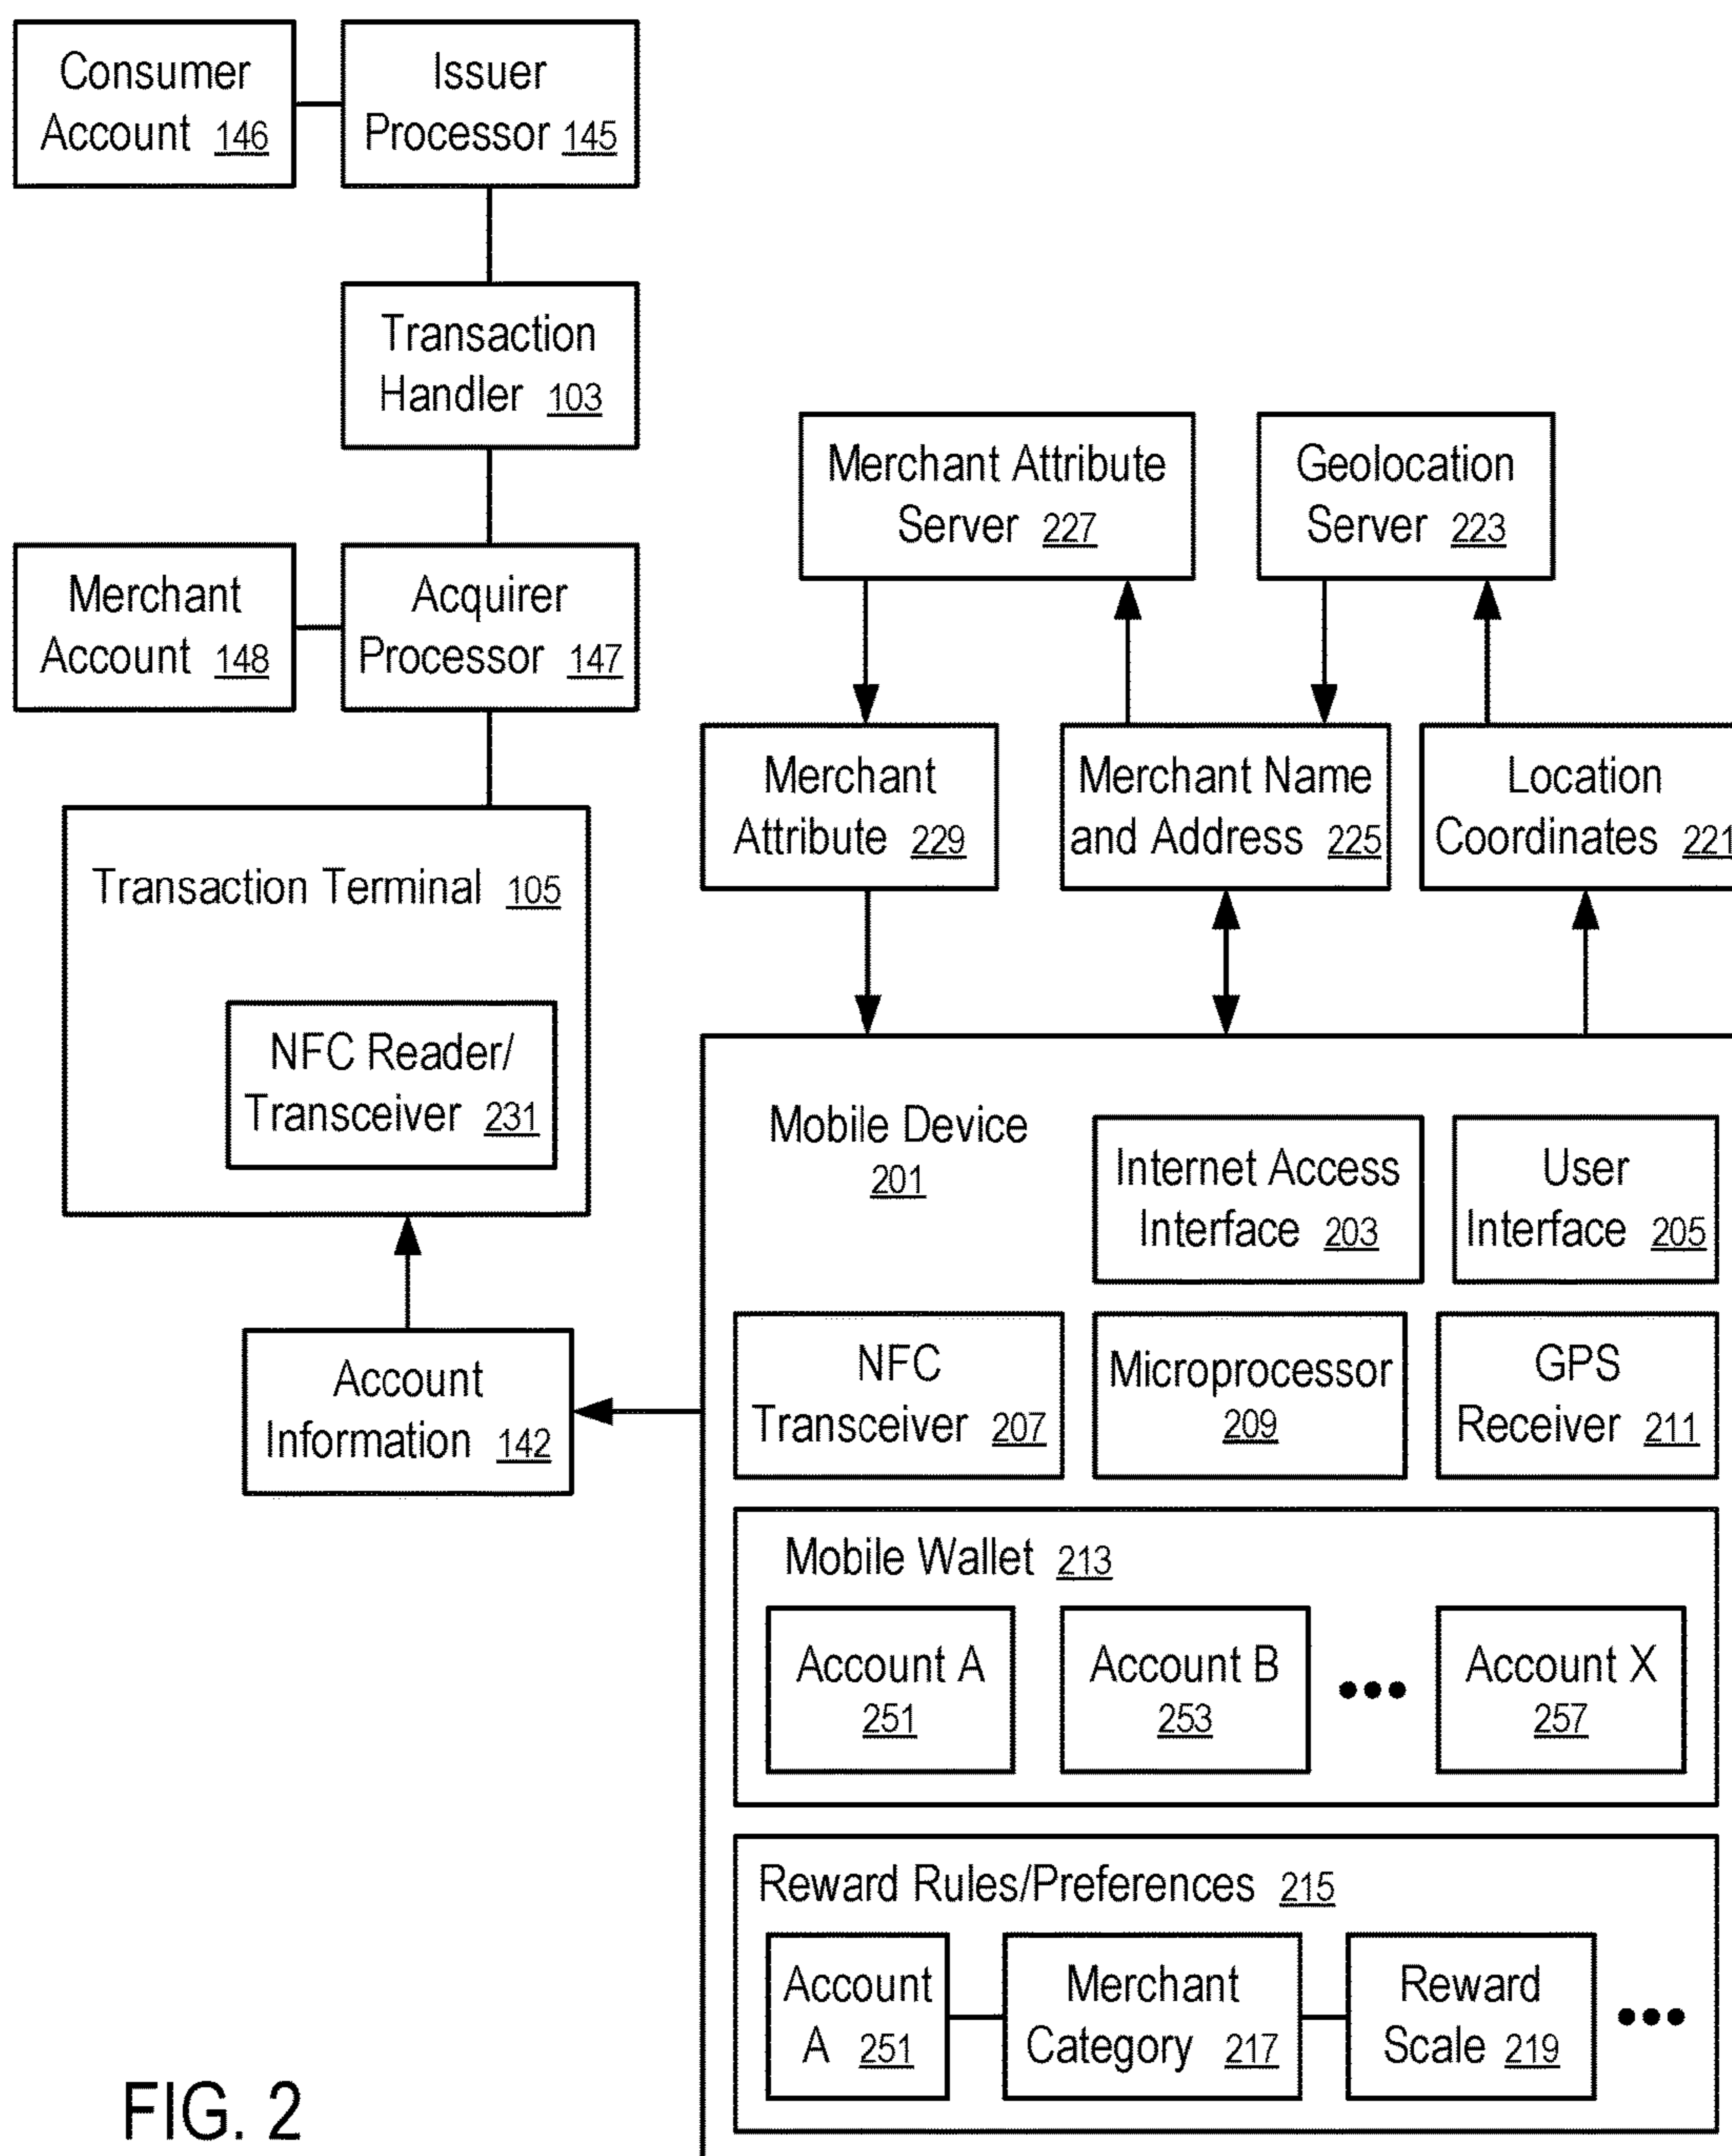 Consumer
Account 146
Issuer
Processor 145
Transaction
Handler 103
Merchant Attribute
Server 227
Geolocation
Server 223
Merchant
Account 148
Acquirer
Processor 147
Merchant
Attribute 229
Merchant Name
and Address 225
Location
Coordinates 221
Transaction Terminal 105
NFC Reader/
Transceiver 231
Mobile Device
201
Internet Access
Interface 203
User
Interface 205
Account
Information 142
NFC
Transceiver 207
Microprocessor
209
GPS
Receiver 211
Mobile Wallet 213
Account A
251
Account B
253
•••
Account X
257
Reward Rules/Preferences 215
Account
A 251
Merchant
Category 217
Reward
Scale 219
•••
FIG. 2